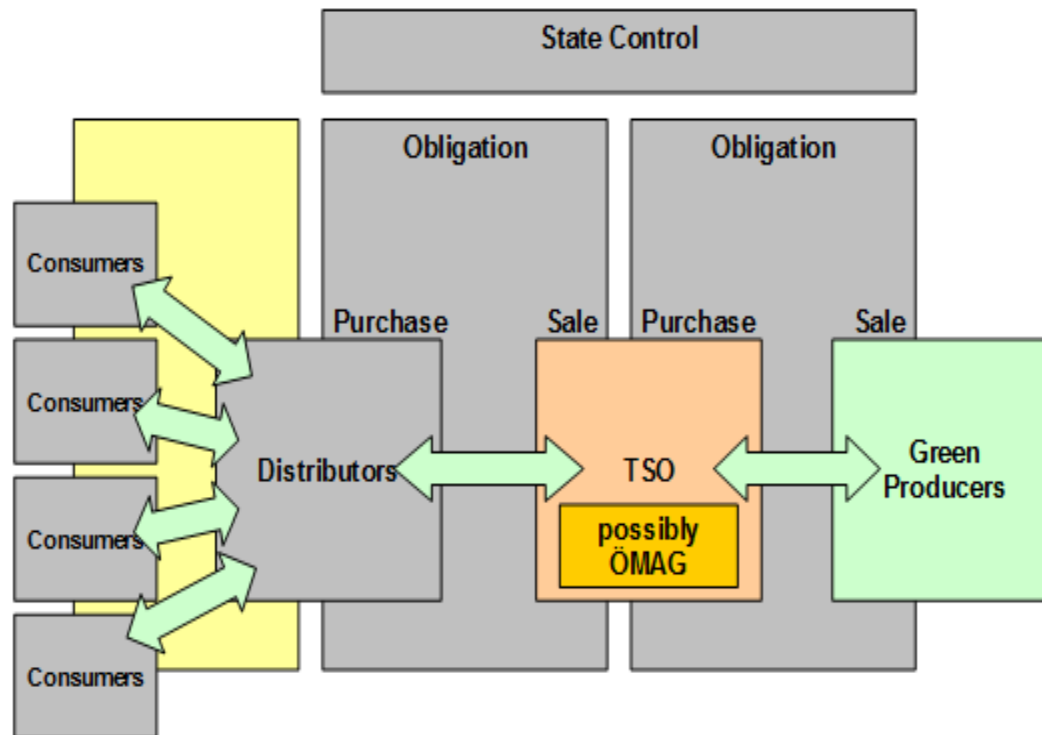 State Control
Obligation
Obligation
Consumers
Purchase
Sale
Purchase
Sale
Consumers
Distributors
TSO
Green
Producers
possibly
ÖMAG
Consumers
Consumers